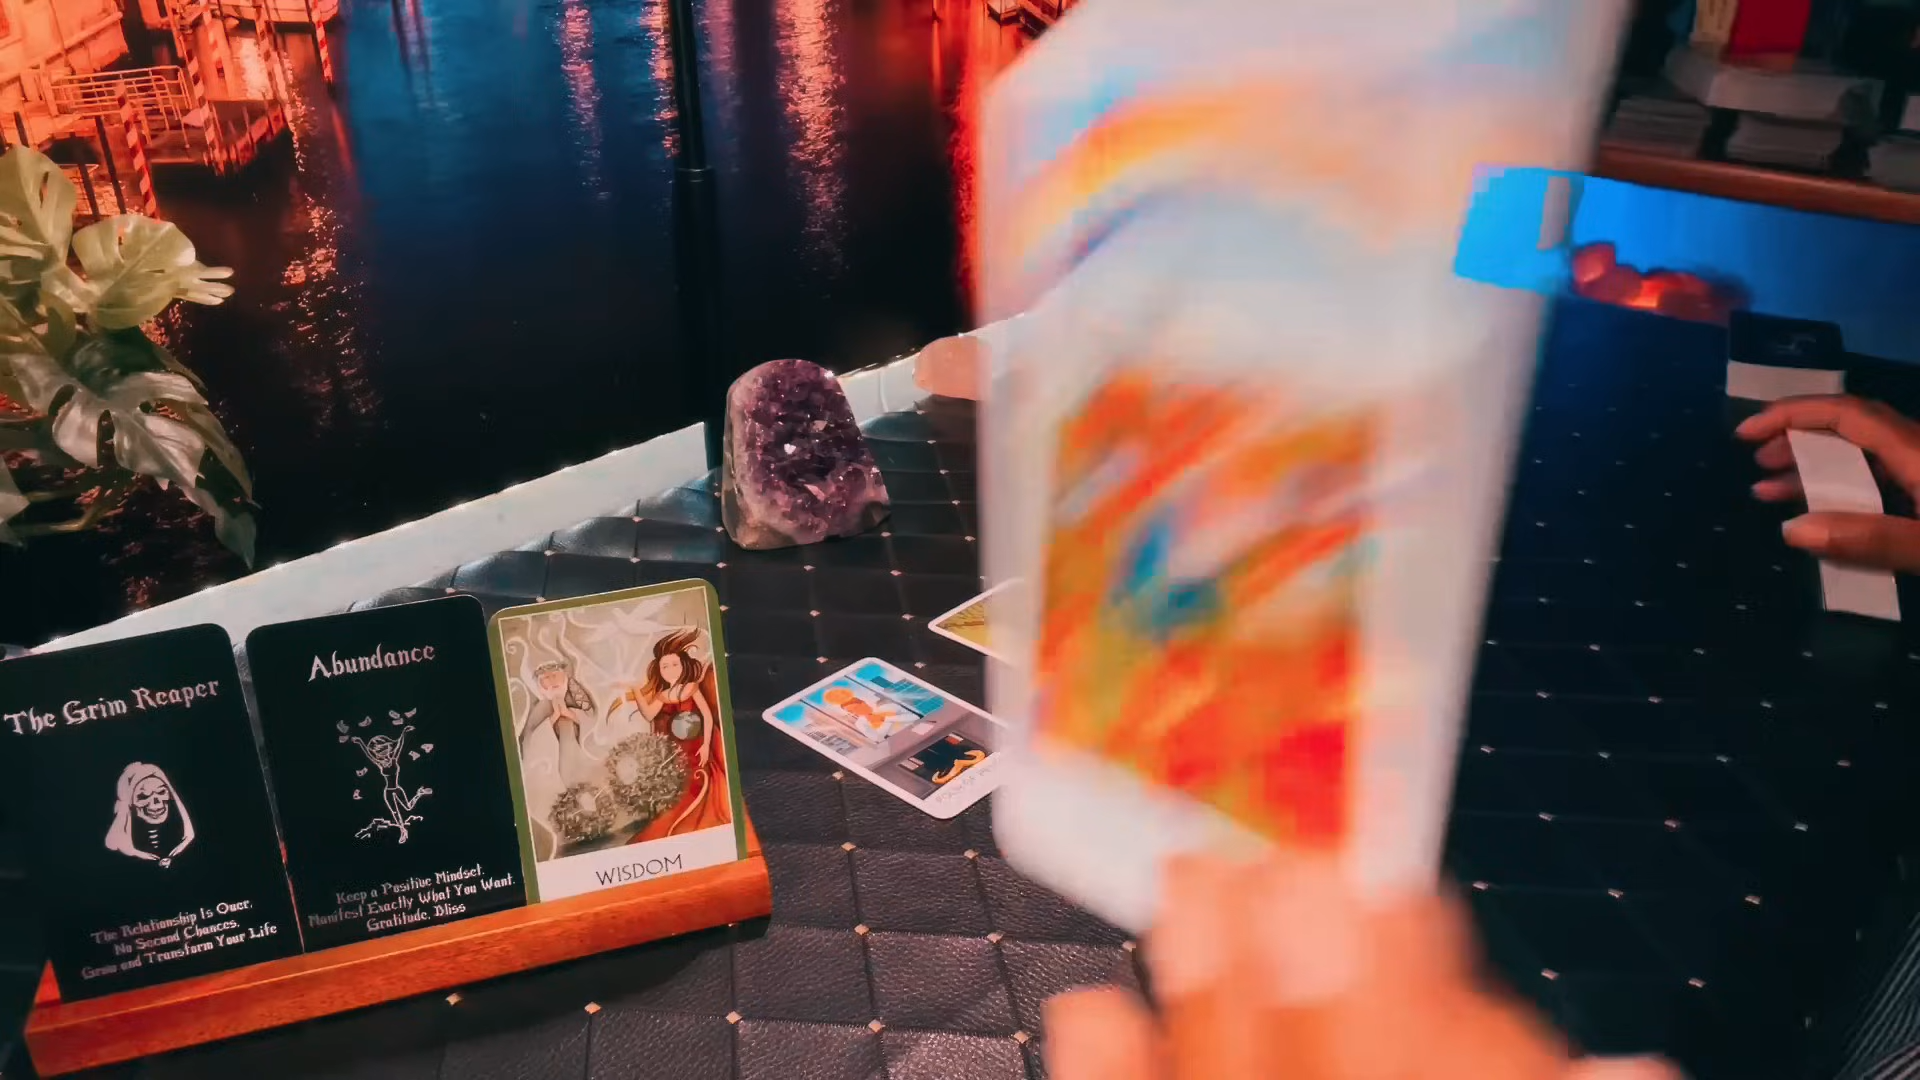 The Grim Reaper
The Relationship Is Over.
No Second Chances.
Grow and Transform Your Life
Abundance
Keep a Positive Mindset.
Manifest Exactly What You Want.
Gratitude. Bliss
WISDOM